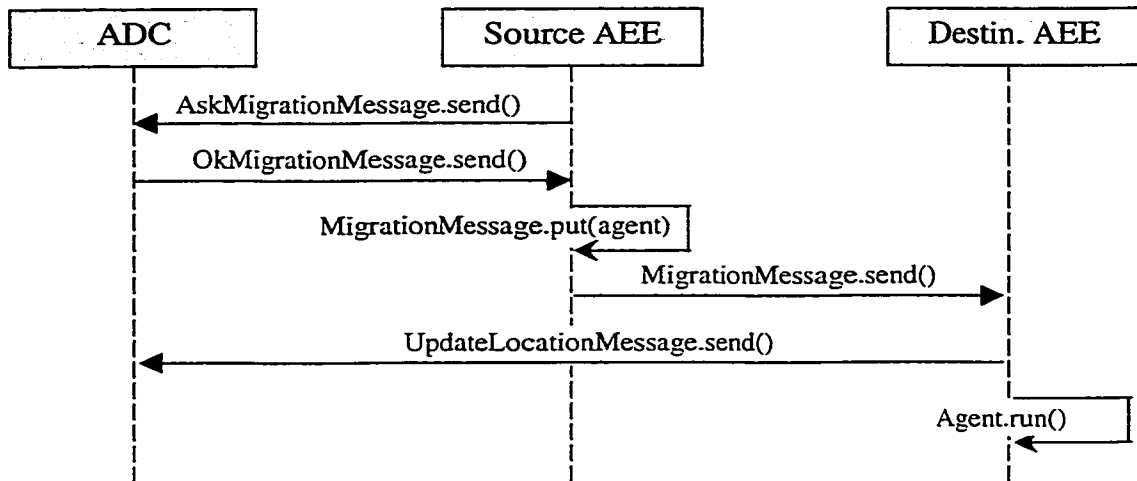 ADC
Source AEE
Destin. AEE
AskMigrationMessage.send()
OkMigrationMessage.send()
MigrationMessage.put(agent)
MigrationMessage.send()
UpdateLocationMessage.send()
Agent.run()